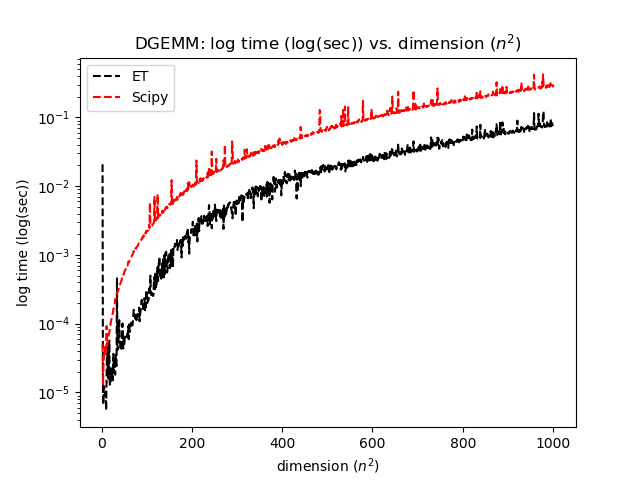 DGEMM: log time (log(sec)) vs. dimension ($n^2$)
ET
Scipy
log time (log(sec))
10⁻¹
10⁻²
10⁻³
10⁻⁴
10⁻⁵
0 200 400 600 800 1000
dimension (n²)